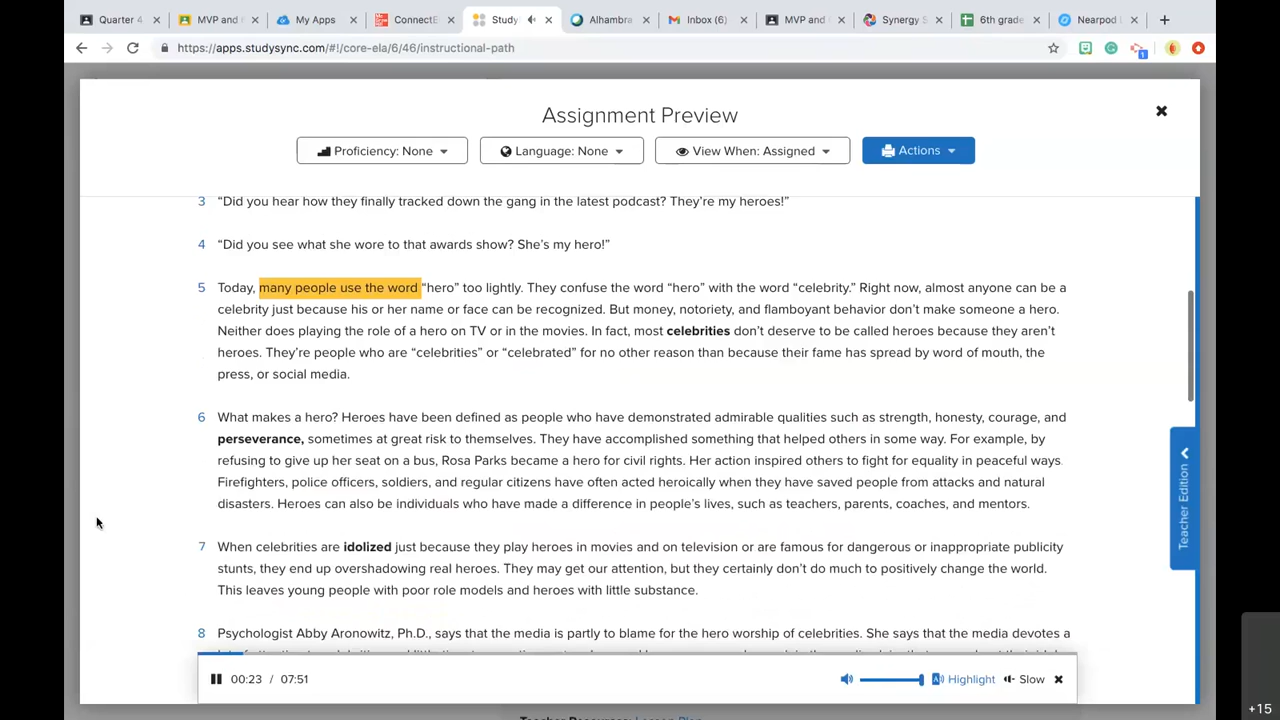 Quarter 4
MVP and
My Apps
ConnectE
Study
Alhambra
Inbox (6)
MVP and
Synergy S
6th grade
Nearpod L
https://apps.studysync.com/#!/core-ela/6/46/instructional-path
1
Assignment Preview
Proficiency: None
Language: None
View When: Assigned
Actions
3 “Did you hear how they finally tracked down the gang in the latest podcast? They’re my heroes!”
4 “Did you see what she wore to that awards show? She’s my hero!”
5 Today, many people use the word “hero” too lightly. They confuse the word “hero” with the word “celebrity.” Right now, almost anyone can be a
celebrity just because his or her name or face can be recognized. But money, notoriety, and flamboyant behavior don’t make someone a hero.
Neither does playing the role of a hero on TV or in the movies. In fact, most celebrities don’t deserve to be called heroes because they aren’t
heroes. They’re people who are “celebrities” or “celebrated” for no other reason than because their fame has spread by word of mouth, the
press, or social media.
6 What makes a hero? Heroes have been defined as people who have demonstrated admirable qualities such as strength, honesty, courage, and
perseverance, sometimes at great risk to themselves. They have accomplished something that helped others in some way. For example, by
refusing to give up her seat on a bus, Rosa Parks became a hero for civil rights. Her action inspired others to fight for equality in peaceful ways.
Firefighters, police officers, soldiers, and regular citizens have often acted heroically when they have saved people from attacks and natural
disasters. Heroes can also be individuals who have made a difference in people’s lives, such as teachers, parents, coaches, and mentors.
7 When celebrities are idolized just because they play heroes in movies and on television or are famous for dangerous or inappropriate publicity
stunts, they end up overshadowing real heroes. They may get our attention, but they certainly don’t do much to positively change the world.
This leaves young people with poor role models and heroes with little substance.
8 Psychologist Abby Aronowitz, Ph.D., says that the media is partly to blame for the hero worship of celebrities. She says that the media devotes a
Teacher Edition
00:23 / 07:51
Highlight
Slow
Teacher Resources: Lesson Plan
+15